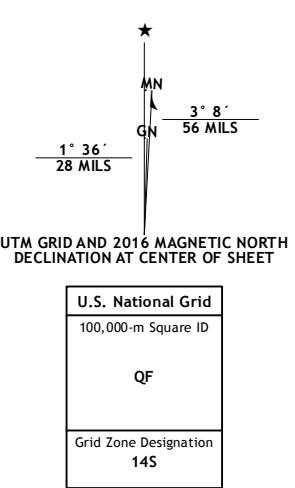 ★
MN
GN
3° 8´
56 MILS
1° 36´
28 MILS
UTM GRID AND 2016 MAGNETIC NORTH
DECLINATION AT CENTER OF SHEET
U.S. National Grid
100,000-m Square ID
QF
Grid Zone Designation
14S